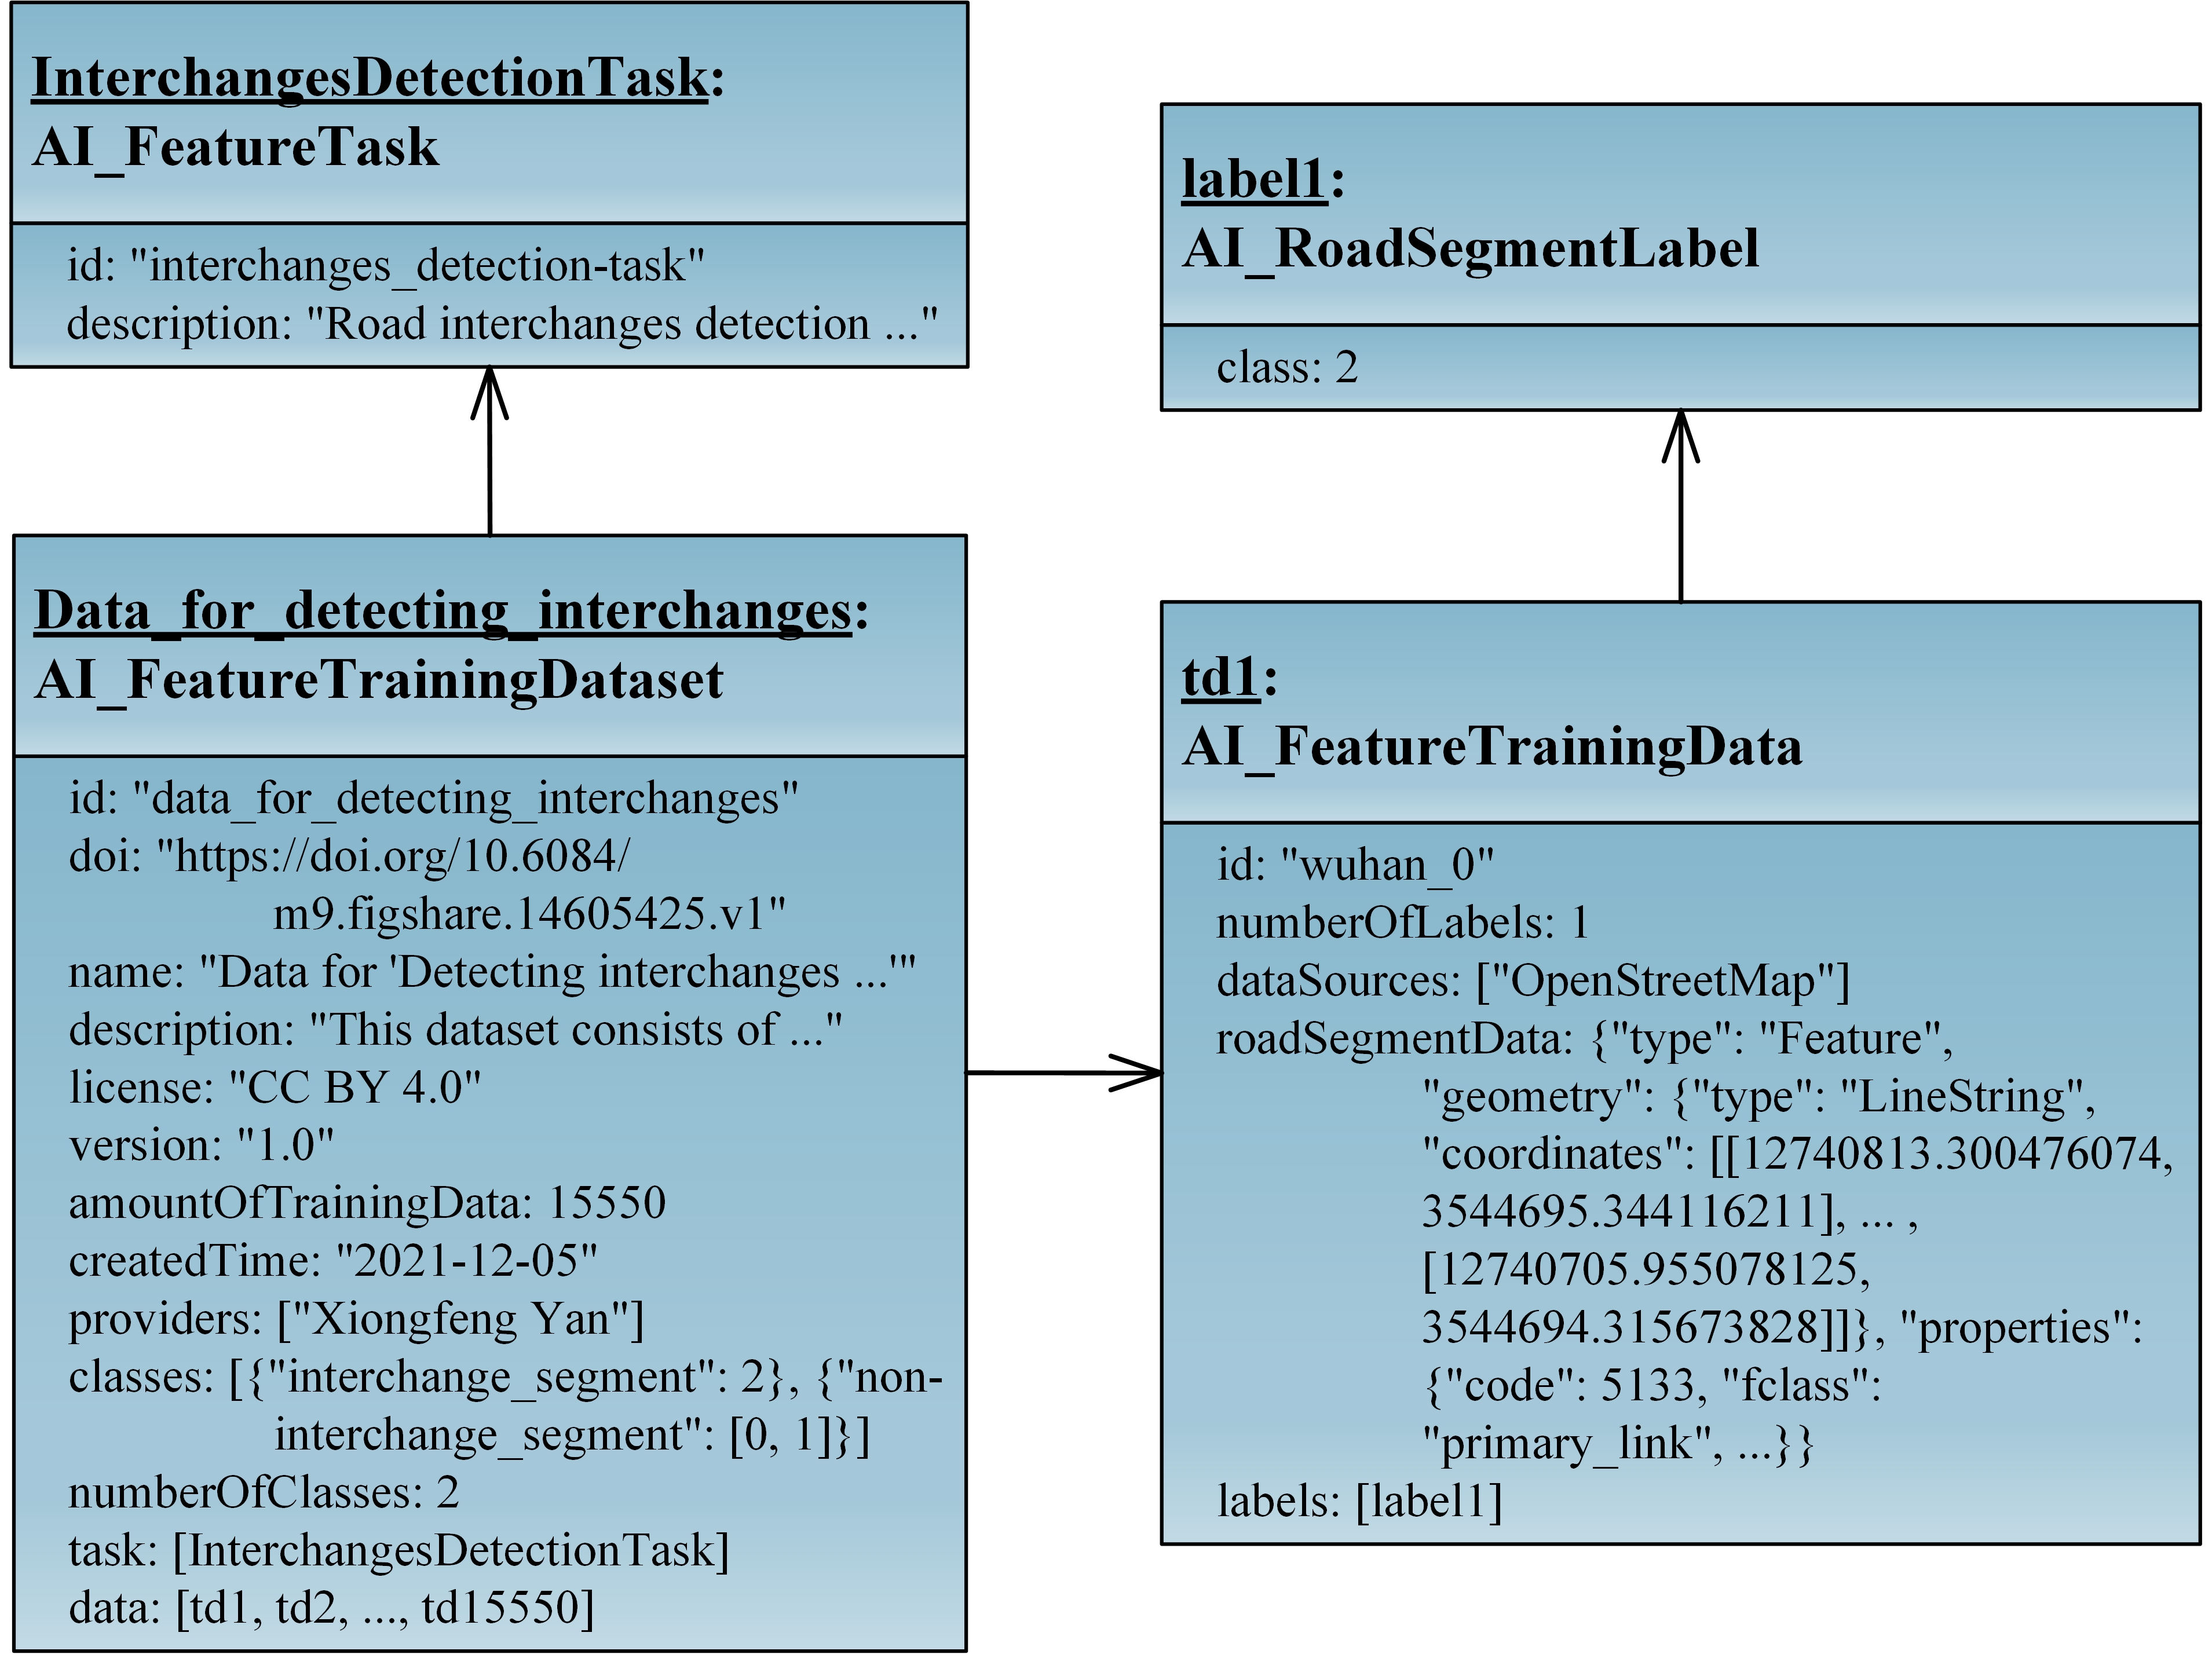 InterchangesDetectionTask:
AI_FeatureTask
id: "interchanges_detection-task"
description: "Road interchanges detection ..."
label1:
AI_RoadSegmentLabel
class: 2
Data_for_detecting_interchanges:
AI_FeatureTrainingDataset
id: "data_for_detecting_interchanges"
doi: "https://doi.org/10.6084/
m9.figshare.14605425.v1"
name: "Data for 'Detecting interchanges ...'"
description: "This dataset consists of ..."
license: "CC BY 4.0"
version: "1.0"
amountOfTrainingData: 15550
createdTime: "2021-12-05"
providers: ["Xiongfeng Yan"]
classes: [{"interchange_segment": 2}, {"non-
interchange_segment": [0, 1]}]
numberOfClasses: 2
task: [InterchangesDetectionTask]
data: [td1, td2, ..., td15550]
td1:
AI_FeatureTrainingData
id: "wuhan_0"
numberOfLabels: 1
dataSources: ["OpenStreetMap"]
roadSegmentData: {"type": "Feature",
"geometry": {"type": "LineString",
"coordinates": [[12740813.300476074,
3544695.344116211], ... ,
[12740705.955078125,
3544694.315673828]]}, "properties":
{"code": 5133, "fclass":
"primary_link", ...}}
labels: [label1]